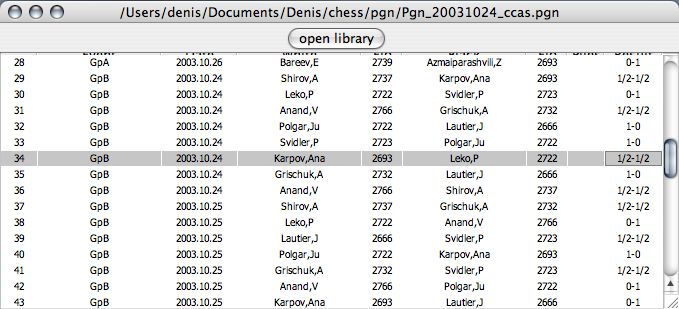 /Users/denis/Documents/Denis/chess/pgn/Pgn_20031024_ccas.pgn
open library
28 GpA 2003.10.26 Bareev,E 2739 Azmaiparashvili,Z 2693 0-1
29 GpB 2003.10.24 Shirov,A 2737 Karpov,Ana 2693 1/2-1/2
30 GpB 2003.10.24 Leko,P 2722 Svidler,P 2723 0-1
31 GpB 2003.10.24 Anand,V 2766 Grischuk,A 2732 1/2-1/2
32 GpB 2003.10.24 Polgar,Ju 2722 Lautier,J 2666 1-0
33 GpB 2003.10.24 Svidler,P 2723 Polgar,Ju 2722 1-0
34 GpB 2003.10.24 Karpov,Ana 2693 Leko,P 2722 1/2-1/2
35 GpB 2003.10.24 Grischuk,A 2732 Lautier,J 2666 1-0
36 GpB 2003.10.24 Anand,V 2766 Shirov,A 2737 1/2-1/2
37 GpB 2003.10.25 Shirov,A 2737 Grischuk,A 2732 1/2-1/2
38 GpB 2003.10.25 Leko,P 2722 Anand,V 2766 0-1
39 GpB 2003.10.25 Lautier,J 2666 Svidler,P 2723 1/2-1/2
40 GpB 2003.10.25 Polgar,Ju 2722 Karpov,Ana 2693 1-0
41 GpB 2003.10.25 Grischuk,A 2732 Svidler,P 2723 1/2-1/2
42 GpB 2003.10.25 Anand,V 2766 Polgar,Ju 2722 0-1
43 GpB 2003.10.25 Karpov,Ana 2693 Lautier,J 2666 0-1